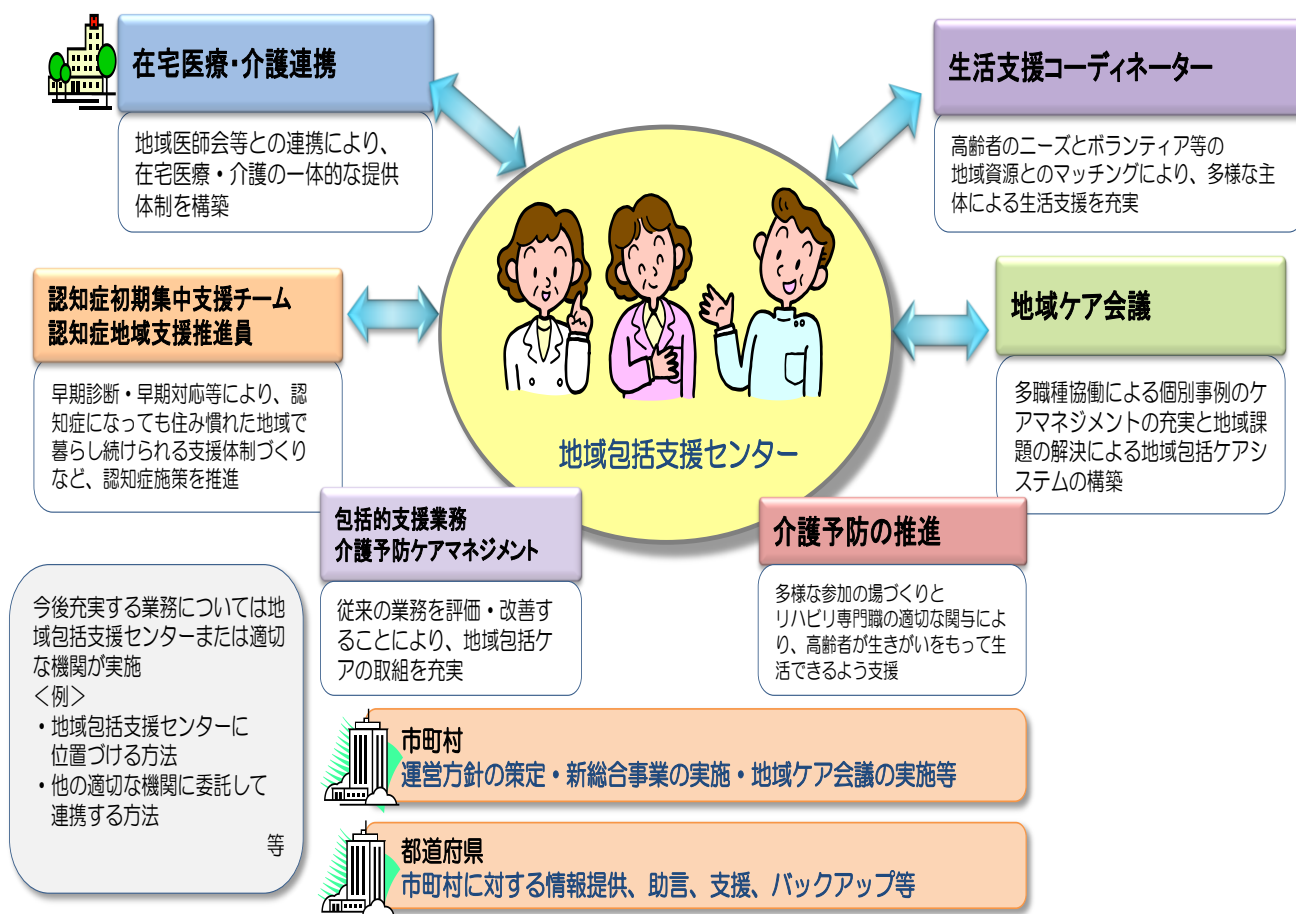 H
在宅医療・介護連携
地域医師会等との連携により、
在宅医療・介護の一体的な提供
体制を構築
生活支援コーディネーター
高齢者のニーズとボランティア等の
地域資源とのマッチングにより、多様な主
体による生活支援を充実
認知症初期集中支援チーム
認知症地域支援推進員
早期診断・早期対応等により、認
知症になっても住み慣れた地域で
暮らし続けられる支援体制づくり
など、認知症施策を推進
地域包括支援センター
地域ケア会議
多職種協働による個別事例のケ
アマネジメントの充実と地域課
題の解決による地域包括ケアシ
ステムの構築
包括的支援業務
介護予防ケアマネジメント
従来の業務を評価・改善す
ることにより、地域包括ケ
アの取組を充実
介護予防の推進
多様な参加の場づくりと
リハビリ専門職の適切な関与によ
り、高齢者が生きがいをもって生
活できるよう支援
今後充実する業務については地
域包括支援センターまたは適切
な機関が実施
＜例＞
・地域包括支援センターに
位置づける方法
・他の適切な機関に委託して
連携する方法
等
市町村
運営方針の策定・新総合事業の実施・地域ケア会議の実施等
都道府県
市町村に対する情報提供、助言、支援、バックアップ等